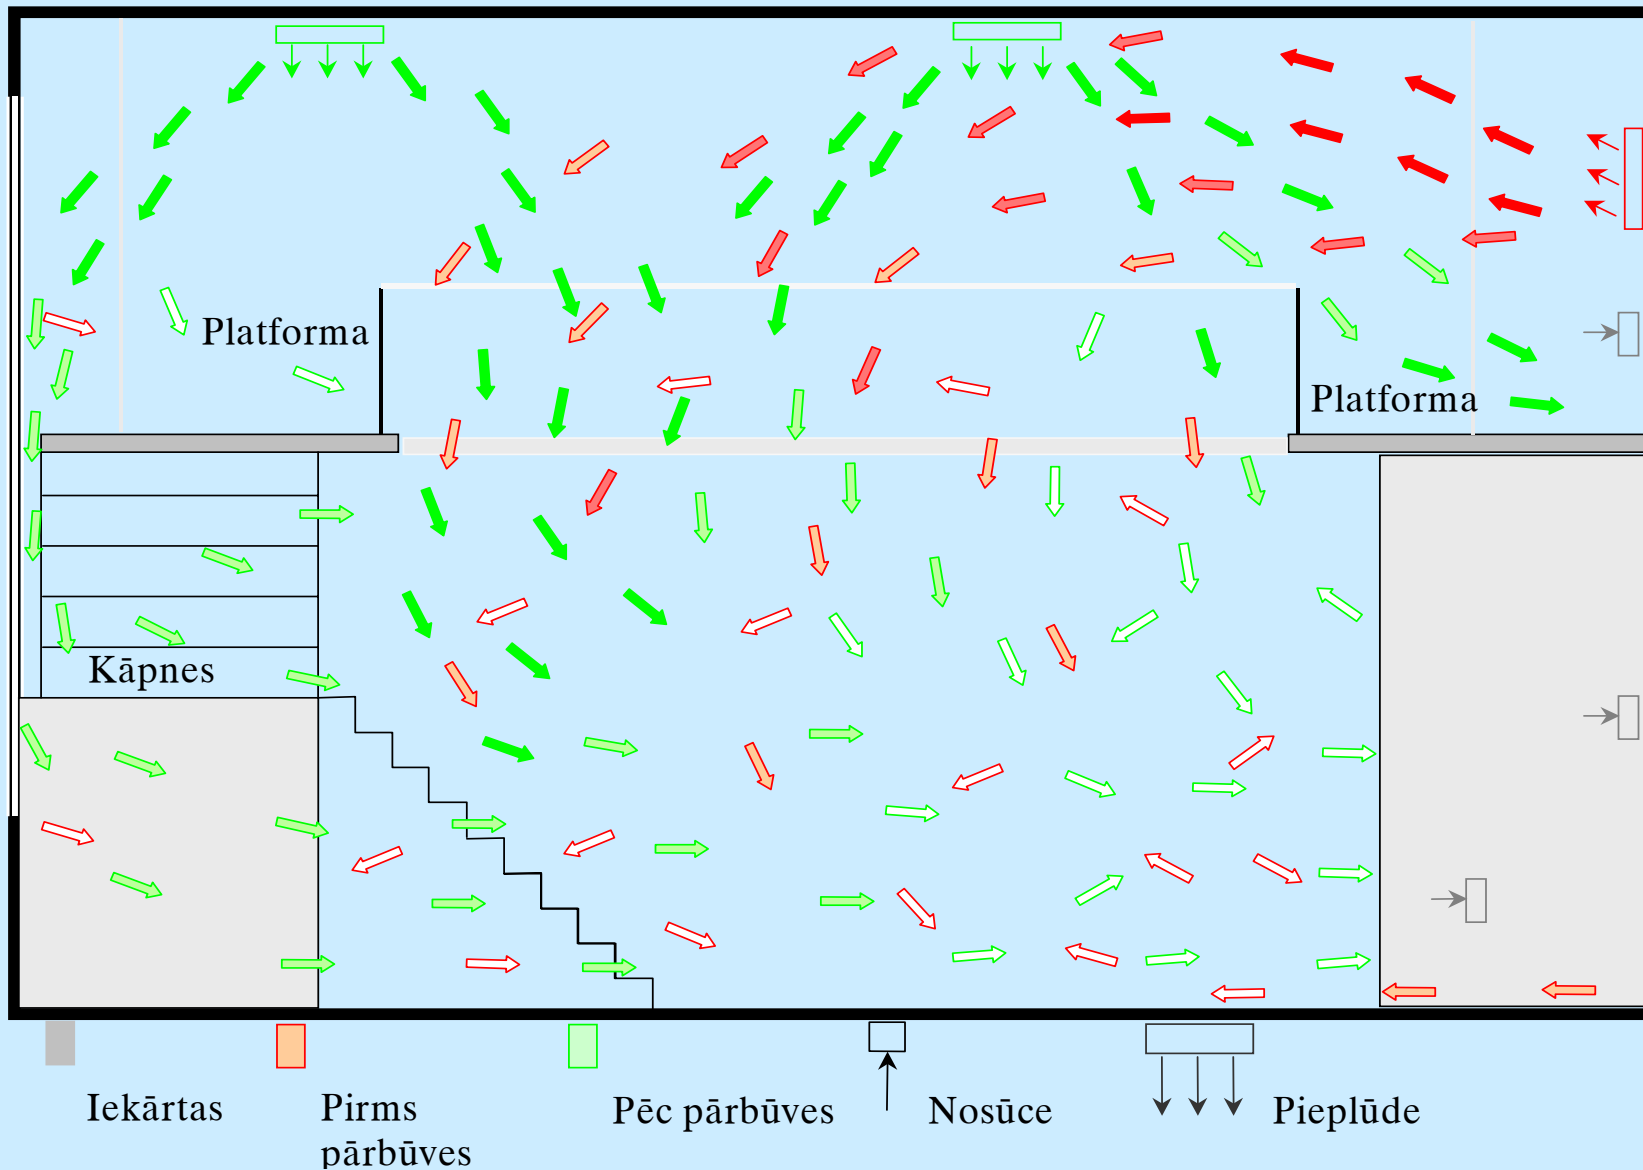 Platforma
Platforma
Kāpnes
Iekārtas
Pirms
pārbūves
Pēc pārbūves
Nosūce
Pieplūde